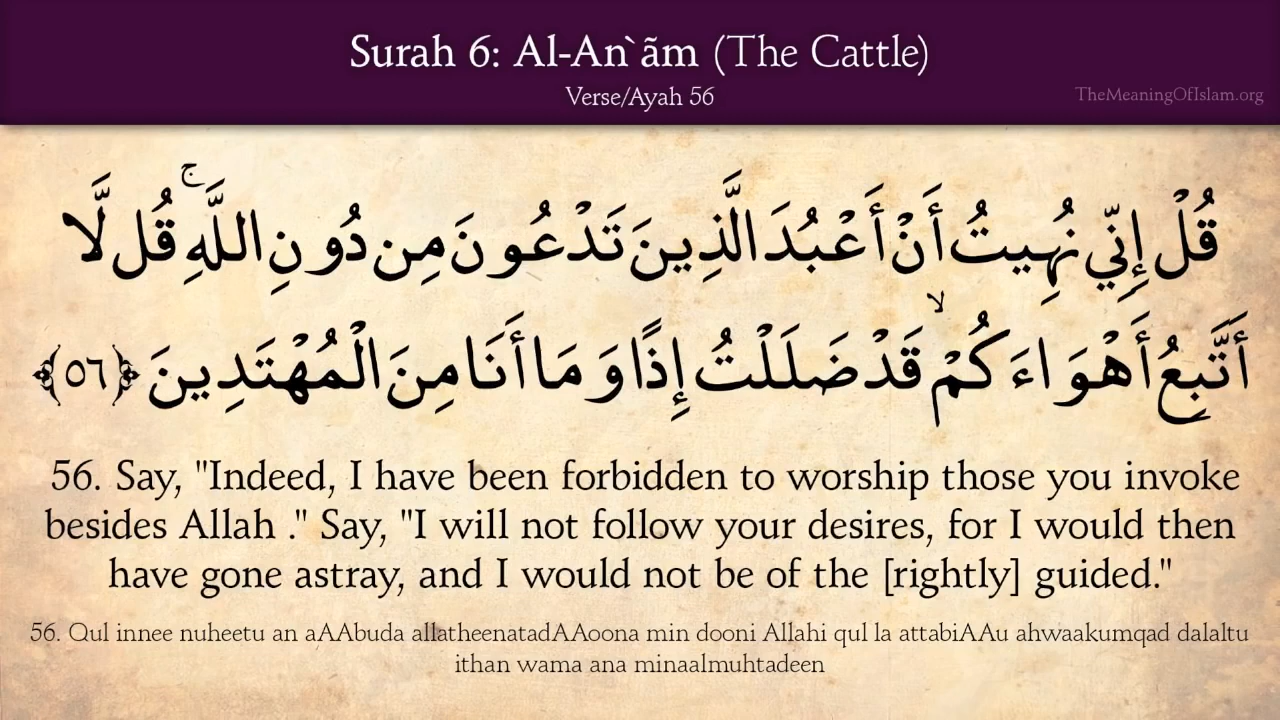 Surah 6: Al-An`ãm (The Cattle)
Verse/Ayah 56
TheMeaningOfIslam.org
قُلْ إِنِّي نُهِيتُ أَنْ أَعْبُدَ الَّذِينَ تَدْعُونَ مِن دُونِ اللَّهِ ۚ قُل لَّا
أَتَّبِعُ أَهْوَاءَكُمْ ۙ قَدْ ضَلَلْتُ إِذًا وَمَا أَنَا مِنَ الْمُهْتَدِينَ ﴿٥٦﴾
56. Say, "Indeed, I have been forbidden to worship those you invoke
besides Allah ." Say, "I will not follow your desires, for I would then
have gone astray, and I would not be of the [rightly] guided."
56. Qul innee nuheetu an aAAbuda allatheenatadAAoona min dooni Allahi qul la attabiAAu ahwaakumqad dalaltu
ithan wama ana minaalmuhtadeen